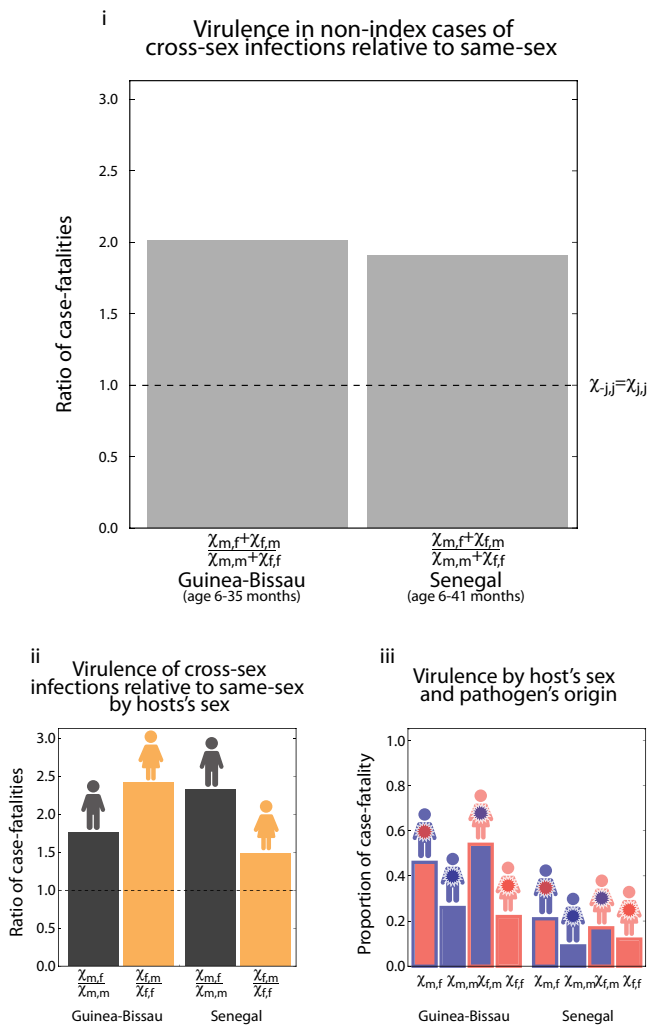 i
Virulence in non-index cases of
cross-sex infections relative to same-sex
Ratio of case-fatalities
3.0
2.5
2.0
1.5
1.0
0.5
0.0
χ-j,j=χj,j
χm,f+χf,m
χm,m+χf,f
Guinea-Bissau
(age 6-35 months)
χm,f+χf,m
χm,m+χf,f
Senegal
(age 6-41 months)
ii
Virulence of cross-sex
infections relative to same-sex
by hosts's sex
Ratio of case-fatalities
3.0
2.5
2.0
1.5
1.0
0.5
0.0
χm,f
χm,m
χf,m
χf,f
χm,f
χm,m
χf,m
χf,f
Guinea-Bissau Senegal
iii
Virulence by host's sex
and pathogen's origin
Proportion of case-fatality
1.0
0.8
0.6
0.4
0.2
0.0
χm,f χm,m χf,m χf,f χm,f χm,m χf,m χf,f
Guinea-Bissau Senegal